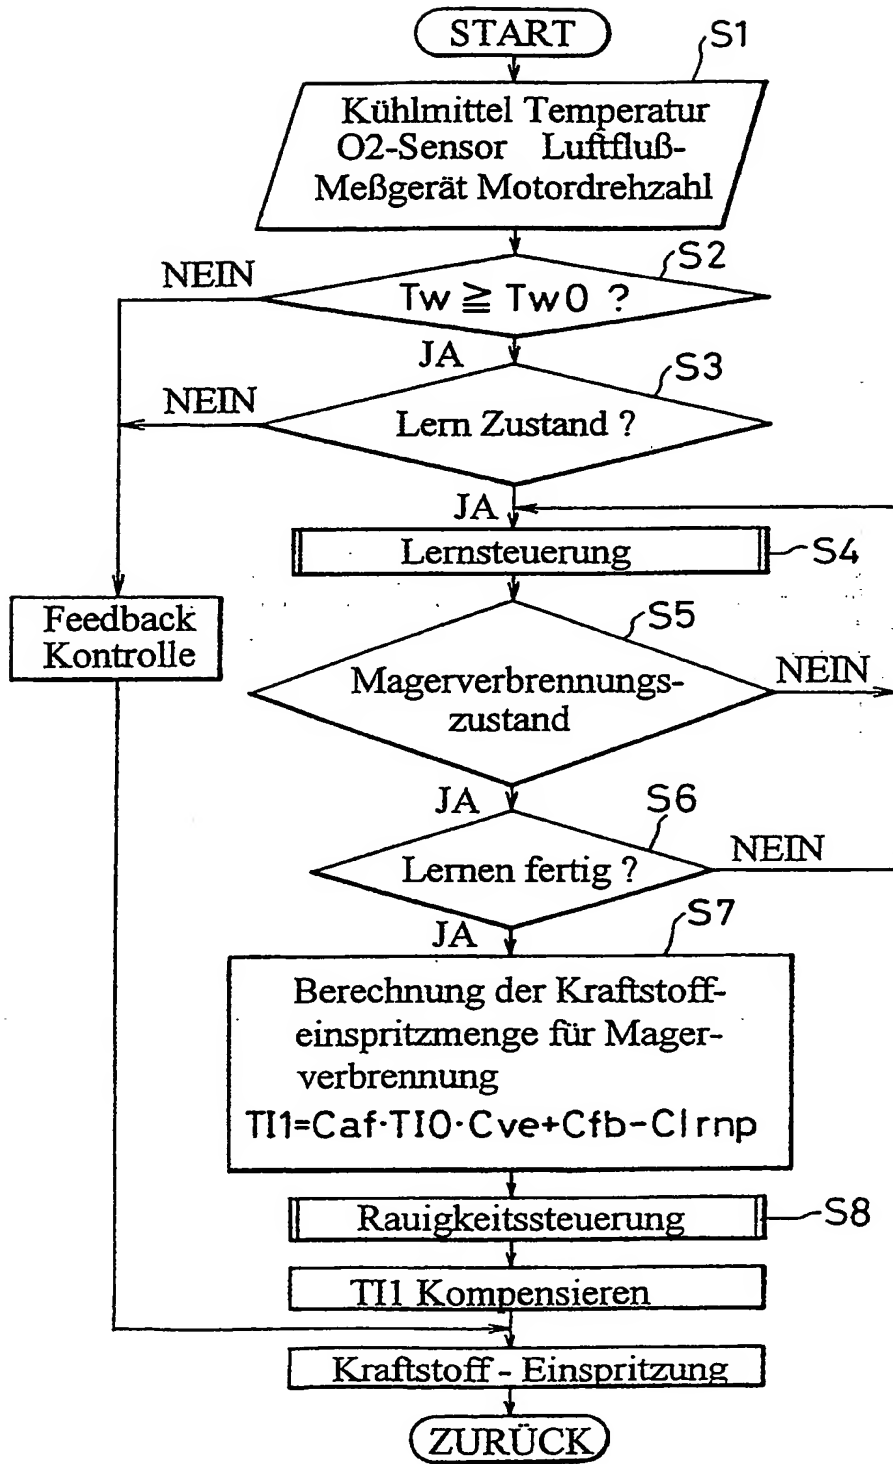 START
S1
Kühlmittel Temperatur
O2-Sensor Luftfluß-
Meßgerät Motordrehzahl
S2
NEIN
Tw ≧ Tw0 ?
JA
S3
NEIN
Lern Zustand ?
JA
Lernsteuerung
S4
Feedback
Kontrolle
S5
Magerverbrennungs-
zustand
NEIN
JA
S6
Lernen fertig ?
NEIN
JA
S7
Berechnung der Kraftstoff-
einspritzmenge für Mager-
verbrennung
TI1=Caf·TI0·Cve+Cfb-Clrnp
Rauigkeitssteuerung
S8
TI1 Kompensieren
Kraftstoff - Einspritzung
ZURÜCK